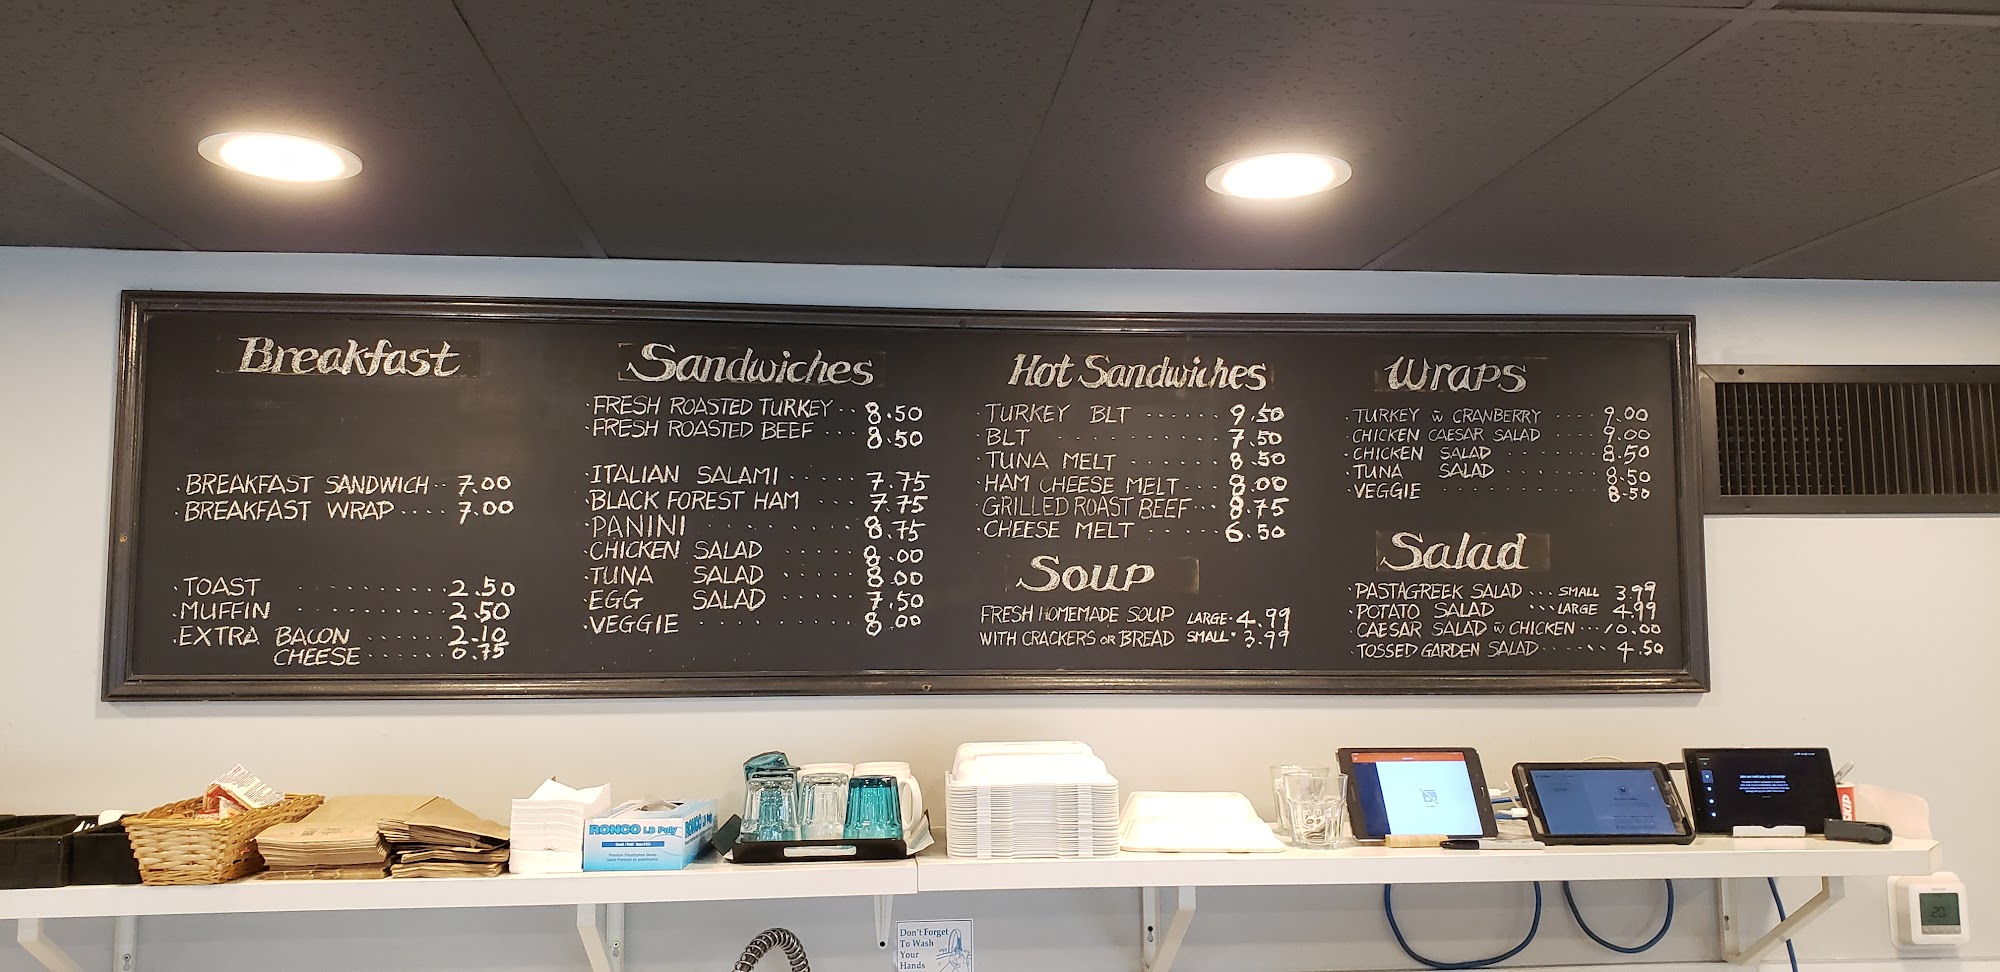 Breakfast
· BREAKFAST SANDWICH ·· 7.00
· BREAKFAST WRAP ···· 7.00
· TOAST ········ 2.50
· MUFFIN ········ 2.50
· EXTRA BACON ······ 2.10
CHEESE ······ 0.75
Sandwiches
· FRESH ROASTED TURKEY ·· 8.50
· FRESH ROASTED BEEF ··· 8.50
· ITALIAN SALAMI ···· 7.75
· BLACK FOREST HAM ···· 7.75
· PANINI ······· 8.75
· CHICKEN SALAD ····· 8.00
· TUNA SALAD ····· 8.00
· EGG SALAD ····· 7.50
· VEGGIE ········ 8.00
Hot Sandwiches
· TURKEY BLT ······ 9.50
· BLT ·········· 7.50
· TUNA MELT ······ 8.50
· HAM CHEESE MELT ··· 8.00
· GRILLED ROAST BEEF ··· 8.75
· CHEESE MELT ····· 6.50
Soup
FRESH HOMEMADE SOUP LARGE · 4.99
WITH CRACKERS OR BREAD SMALL · 3.99
Wraps
· TURKEY w CRANBERRY ···· 9.00
· CHICKEN CAESAR SALAD ···· 9.00
· CHICKEN SALAD ······· 8.50
· TUNA SALAD ······· 8.50
· VEGGIE ·········· 8.50
Salad
· PASTA GREEK SALAD ··· SMALL 3.99
· POTATO SALAD ··· LARGE 4.99
· CAESAR SALAD w CHICKEN ··· 10.00
· TOSSED GARDEN SALAD ······ 4.50
RONCO LD Poly
Don't Forget
To Wash
Your
Hands